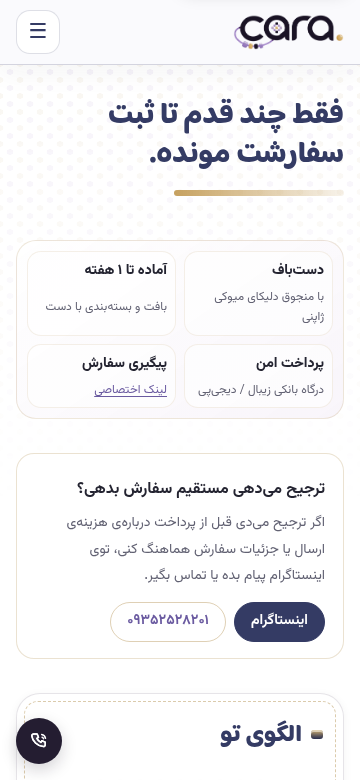 cara.
فقط چند قدم تا ثبت
سفارشت مونده.
دست‌باف
با منجوق دلیکای میوکی
ژاپنی
آماده تا ۱ هفته
بافت و بسته‌بندی با دست
پرداخت امن
درگاه بانکی زیبال / دیجی‌پی
پیگیری سفارش
لینک اختصاصی
ترجیح می‌دهی مستقیم سفارش بدهی؟
اگر ترجیح می‌دی قبل از پرداخت درباره‌ی هزینه‌ی
ارسال یا جزئیات سفارش هماهنگ کنی، توی
اینستاگرام پیام بده یا تماس بگیر.
اینستاگرام
۰۹۳۵۲۵۲۸۲۰۱
الگوی تو